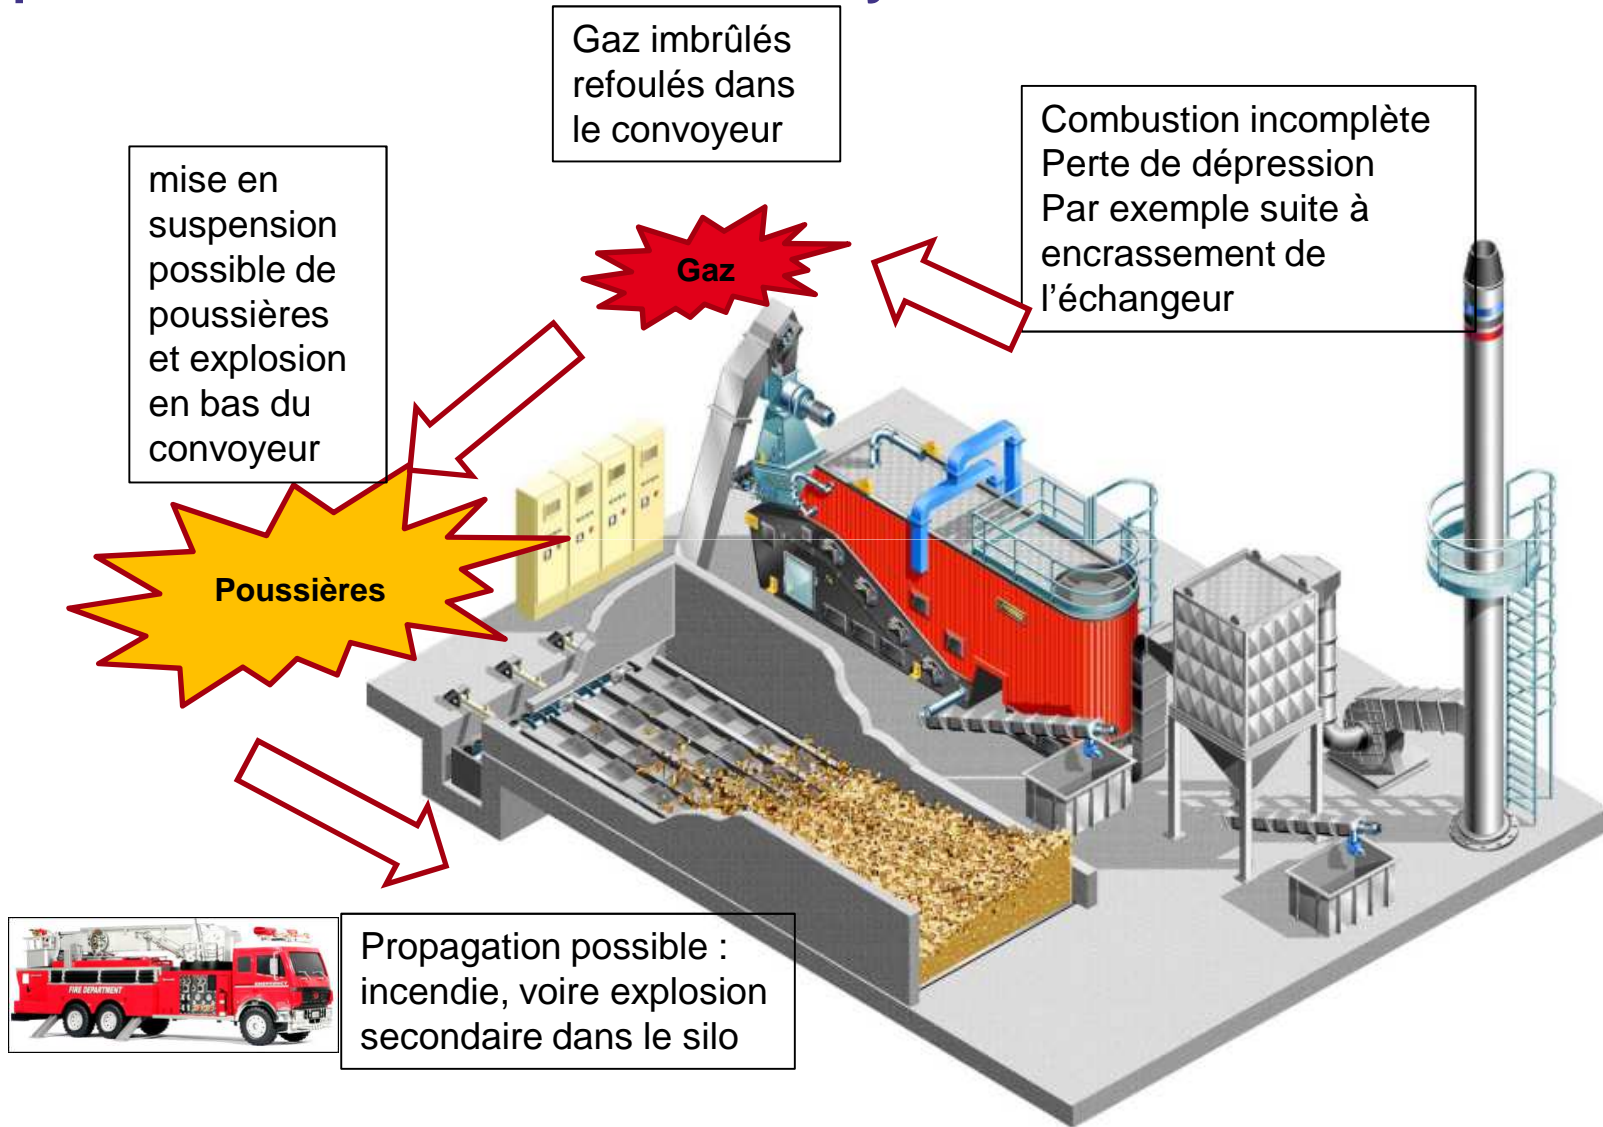 Gaz imbrûlés
refoulés dans
le convoyeur
Combustion incomplète
Perte de dépression
Par exemple suite à
encrassement de
l’échangeur
mise en
suspension
possible de
poussières
et explosion
en bas du
convoyeur
Gaz
Poussières
Propagation possible :
incendie, voire explosion
secondaire dans le silo
FIRE DEPARTMENT